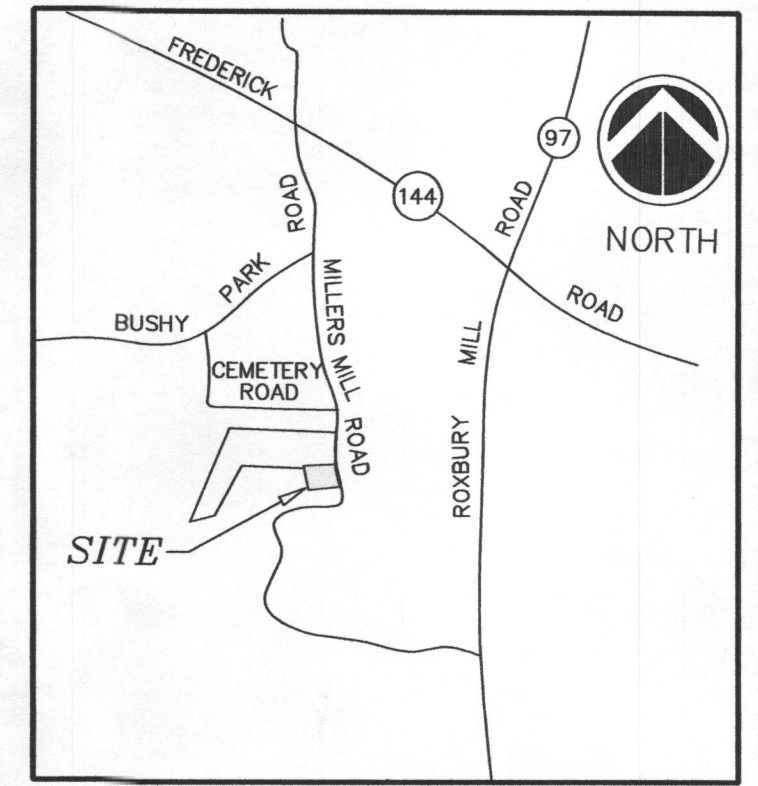 FREDERICK
97
144
ROAD
ROAD
NORTH
PARK
MILLERS MILL ROAD
ROAD
BUSHY
MILL
CEMETERY
ROAD
ROXBURY
SITE